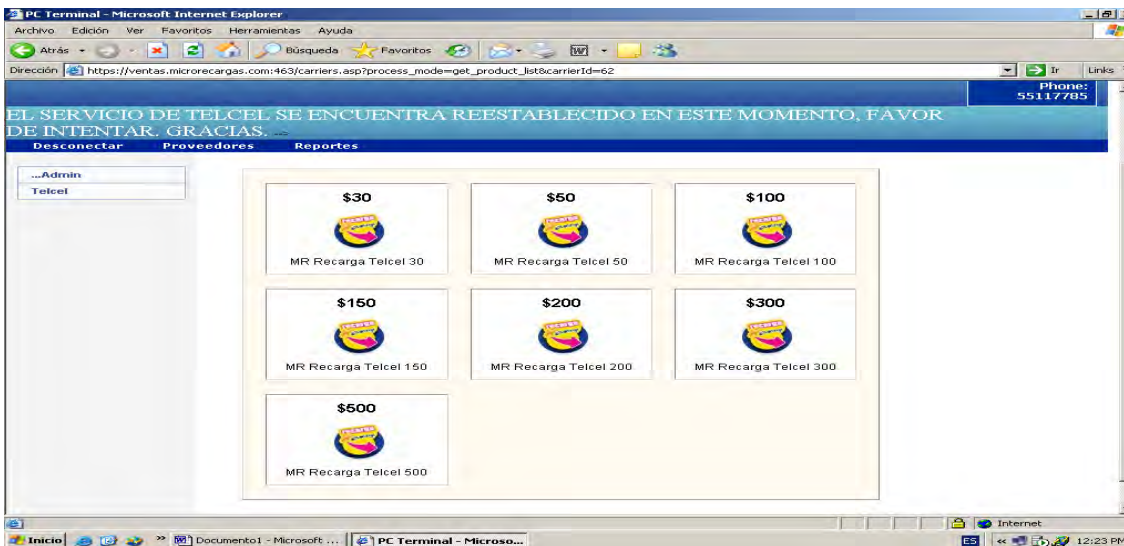 PC Terminal - Microsoft Internet Explorer
Archivo Edición Ver Favoritos Herramientas Ayuda
Atrás Búsqueda Favoritos
Dirección https://ventas.microrecargas.com:463/carriers.asp?process_mode=get_product_list&carrierId=62 Ir Links
Phone:
55117785
EL SERVICIO DE TELCEL SE ENCUENTRA REESTABLECIDO EN ESTE MOMENTO, FAVOR
DE INTENTAR. GRACIAS.
Desconectar Proveedores Reportes
...Admin
Telcel
$30 $50 $100
MR Recarga Telcel 30 MR Recarga Telcel 50 MR Recarga Telcel 100
$150 $200 $300
MR Recarga Telcel 150 MR Recarga Telcel 200 MR Recarga Telcel 300
$500
MR Recarga Telcel 500
Internet
Inicio » Documento1 - Microsoft ... PC Terminal - Microso... ES « 12:23 PM